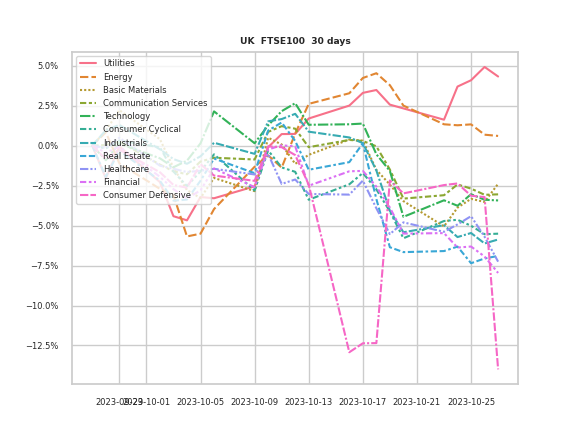 UK  FTSE100  30 days
5.0%
2.5%
0.0%
−2.5%
−5.0%
−7.5%
−10.0%
−12.5%
Utilities
Energy
Basic Materials
Communication Services
Technology
Consumer Cyclical
Industrials
Real Estate
Healthcare
Financial
Consumer Defensive
2023-09-29 2023-10-01 2023-10-05 2023-10-09 2023-10-13 2023-10-17 2023-10-21 2023-10-25